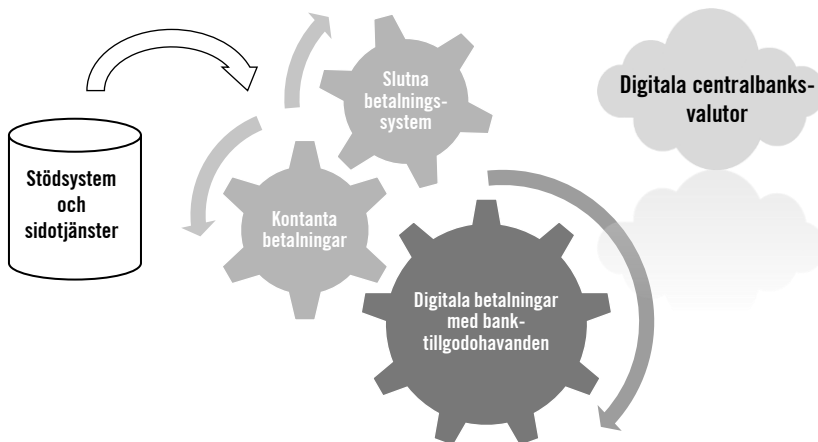 Slutna
betalnings-
system
Digitala centralbanks-
valutor
Stödsystem
och
sidotjänster
Kontanta
betalningar
Digitala betalningar
med bank-
tillgodohavanden